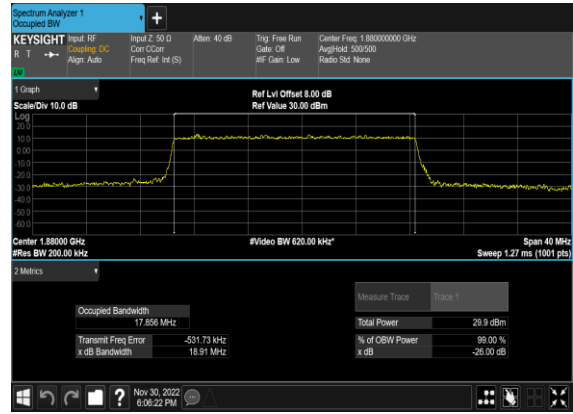 Spectrum Analyzer 1
Occupied BW
+
KEYSIGHT Input: RF Input Z: 50 Ω Atten: 40 dB Trig: Free Run Center Freq: 1.880000000 GHz
R T Coupling: DC Corr CCorr Gate: Off Avg|Hold: 500/500
Align: Auto Freq Ref: Int (S) #IF Gain: Low Radio Std: None
LW
1 Graph
Ref Lvl Offset 8.00 dB
Scale/Div 10.0 dB Ref Value 30.00 dBm
Log
20.0
10.0
0.00
-10.0
-20.0
-30.0
-40.0
-50.0
-60.0
Center 1.88000 GHz #Video BW 620.00 kHz* Span 40 MHz
#Res BW 200.00 kHz Sweep 1.27 ms (1001 pts)
2 Metrics
Measure Trace Trace 1
Occupied Bandwidth
17.856 MHz Total Power 29.9 dBm
Transmit Freq Error -531.73 kHz % of OBW Power 99.00 %
x dB Bandwidth 18.91 MHz x dB -26.00 dB
? Nov 30, 2022
6:06:22 PM